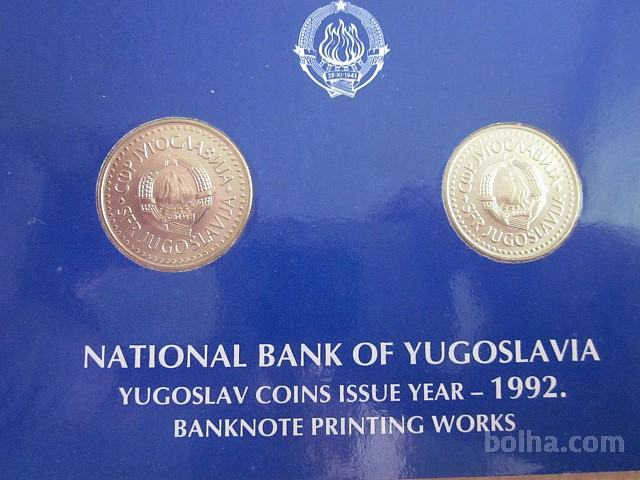 29·XI·1943
СФР ЈУГОСЛАВИЈА
SFR JUGOSLAVIJA
СФР ЈУГОСЛАВИЈА
SFR JUGOSLAVIJA
NATIONAL BANK OF YUGOSLAVIA
YUGOSLAV COINS ISSUE YEAR – 1992.
BANKNOTE PRINTING WORKS
bolha.com